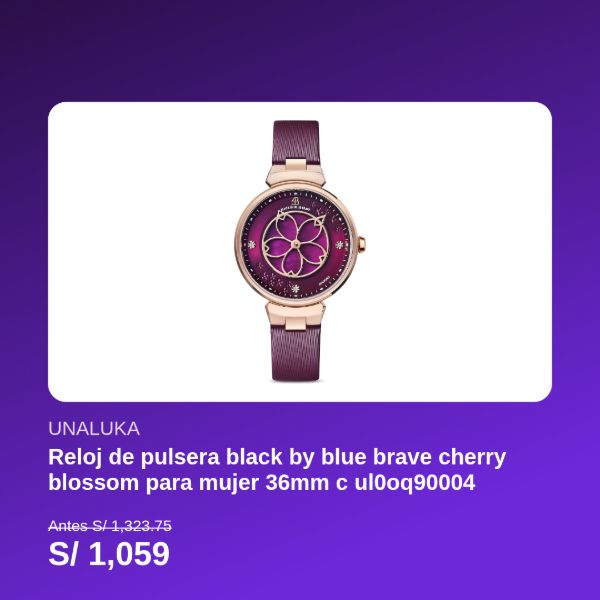 UNALUKA
Reloj de pulsera black by blue brave cherry
blossom para mujer 36mm c ul0oq90004
Antes S/ 1,323.75
S/ 1,059